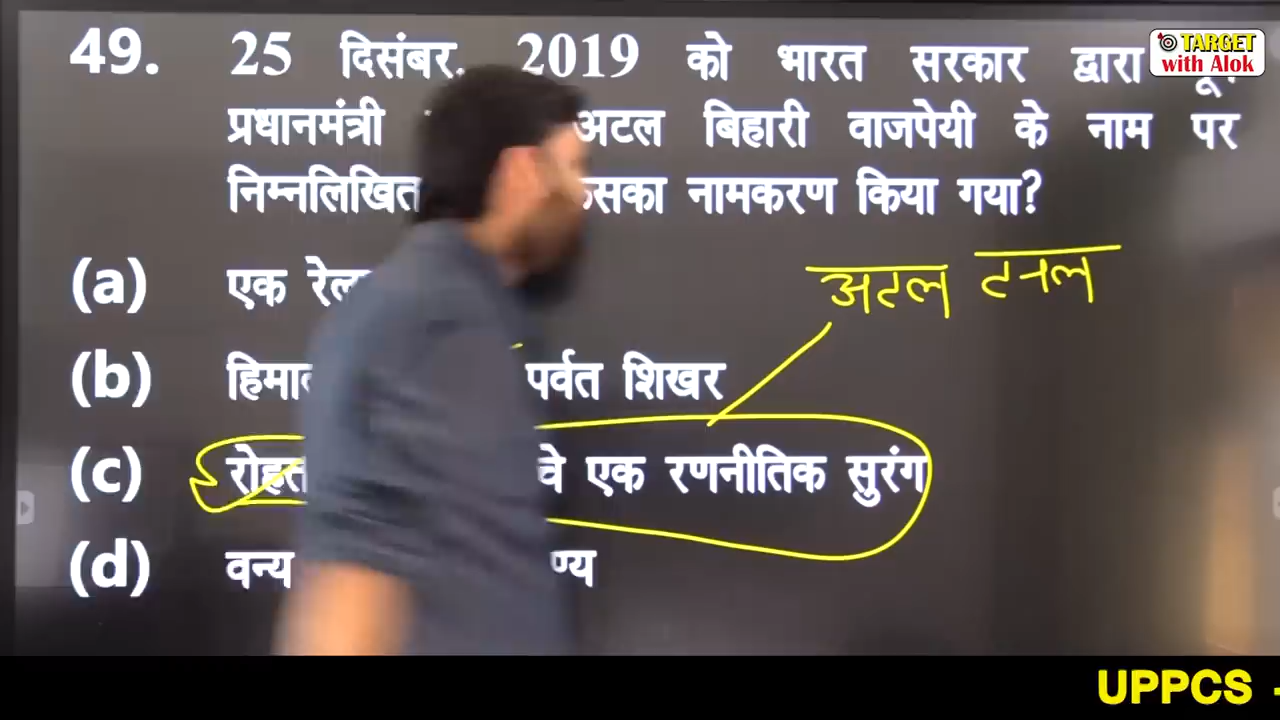 TARGET
with Alok
49. 25 दिसंबर, 2019 को भारत सरकार द्वारा
प्रधानमंत्री अटल बिहारी वाजपेयी के नाम पर
निम्नलिखित नामकरण किया गया?
(a) एक
अटल टनल
(b) पर्वत शिखर
(c) एक रणनीतिक सुरंग
(d) वन्य
UPPCS -